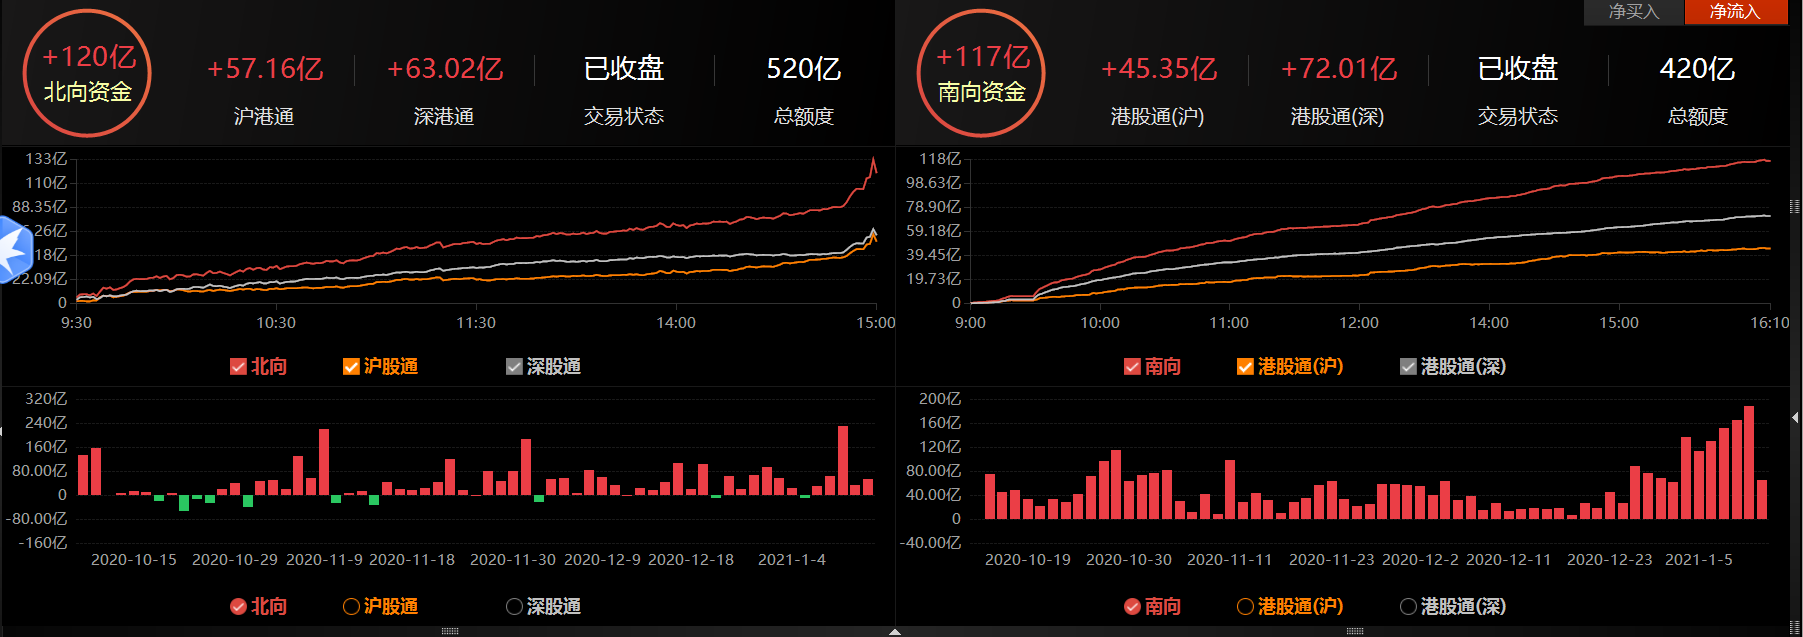 净买入 净流入
+120亿
北向资金
+57.16亿 +63.02亿 已收盘 520亿
沪港通 深港通 交易状态 总额度
+117亿
南向资金
+45.35亿 +72.01亿 已收盘 420亿
港股通(沪) 港股通(深) 交易状态 总额度
133亿
110亿
88.35亿
5.26亿
18亿
22.09亿
0
9:30 10:30 11:30 14:00 15:00
北向 沪股通 深股通
118亿
98.63亿
78.90亿
59.18亿
39.45亿
19.73亿
0
9:00 10:00 11:00 12:00 14:00 15:00 16:10
南向 港股通(沪) 港股通(深)
320亿
240亿
160亿
80.00亿
0
-80.00亿
-160亿
2020-10-15 2020-10-29 2020-11-9 2020-11-18 2020-11-30 2020-12-9 2020-12-18 2021-1-4
北向 沪股通 深股通
200亿
160亿
120亿
80.00亿
40.00亿
0
-40.00亿
2020-10-19 2020-10-30 2020-11-11 2020-11-23 2020-12-2 2020-12-11 2020-12-23 2021-1-5
南向 港股通(沪) 港股通(深)